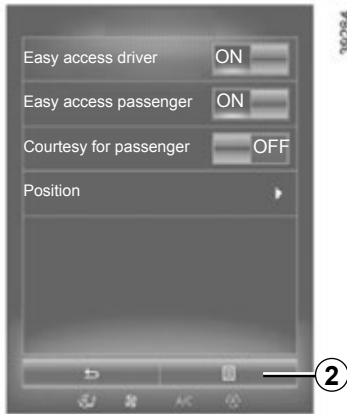 Easy access driver ON
Easy access passenger ON
Courtesy for passenger OFF
Position
2
A/C